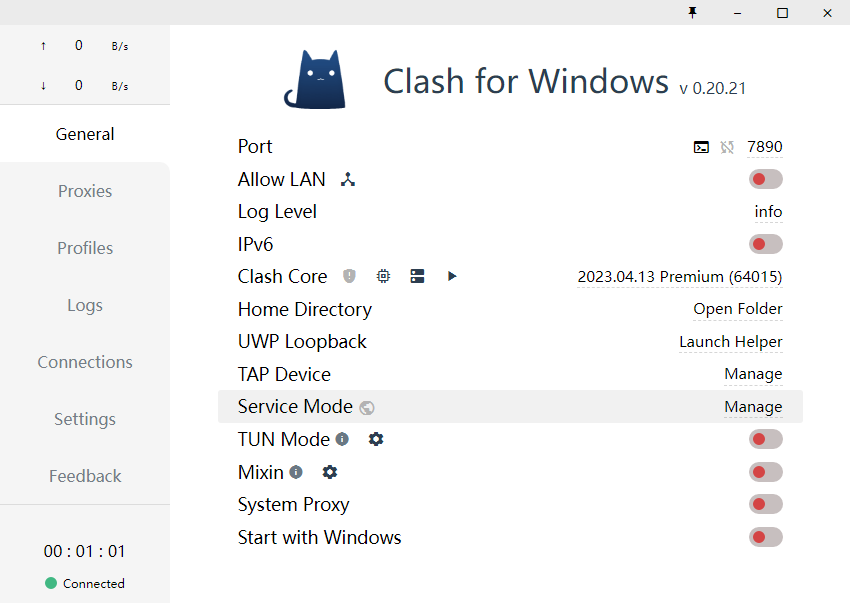 ↑ 0 B/s
↓ 0 B/s
General
Proxies
Profiles
Logs
Connections
Settings
Feedback
00 : 01 : 01
Connected
Clash for Windows v 0.20.21
Port 7890
Allow LAN
Log Level info
IPv6
Clash Core 2023.04.13 Premium (64015)
Home Directory Open Folder
UWP Loopback Launch Helper
TAP Device Manage
Service Mode Manage
TUN Mode
Mixin
System Proxy
Start with Windows